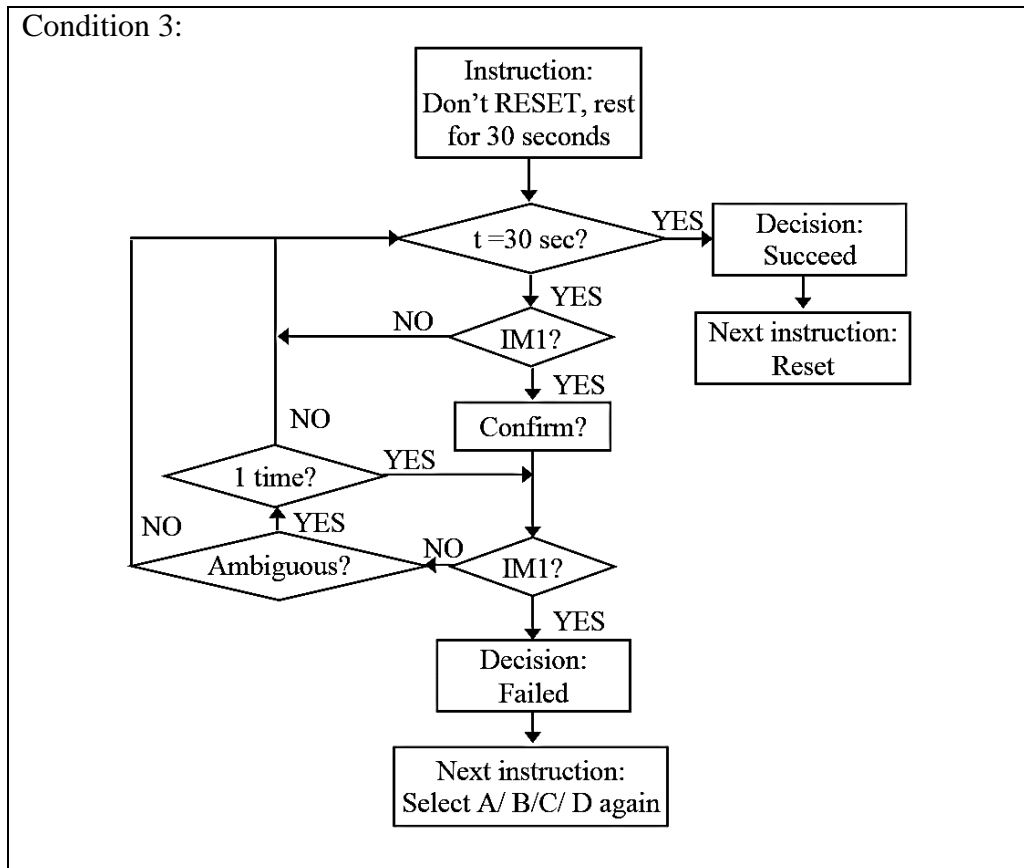 Condition 3:
Instruction:
Don’t RESET, rest
for 30 seconds
t =30 sec?
YES
Decision:
Succeed
Next instruction:
Reset
YES
IM1?
NO
YES
Confirm?
NO
1 time?
YES
NO
YES
Ambiguous?
NO
IM1?
YES
Decision:
Failed
Next instruction:
Select A/ B/C/ D again